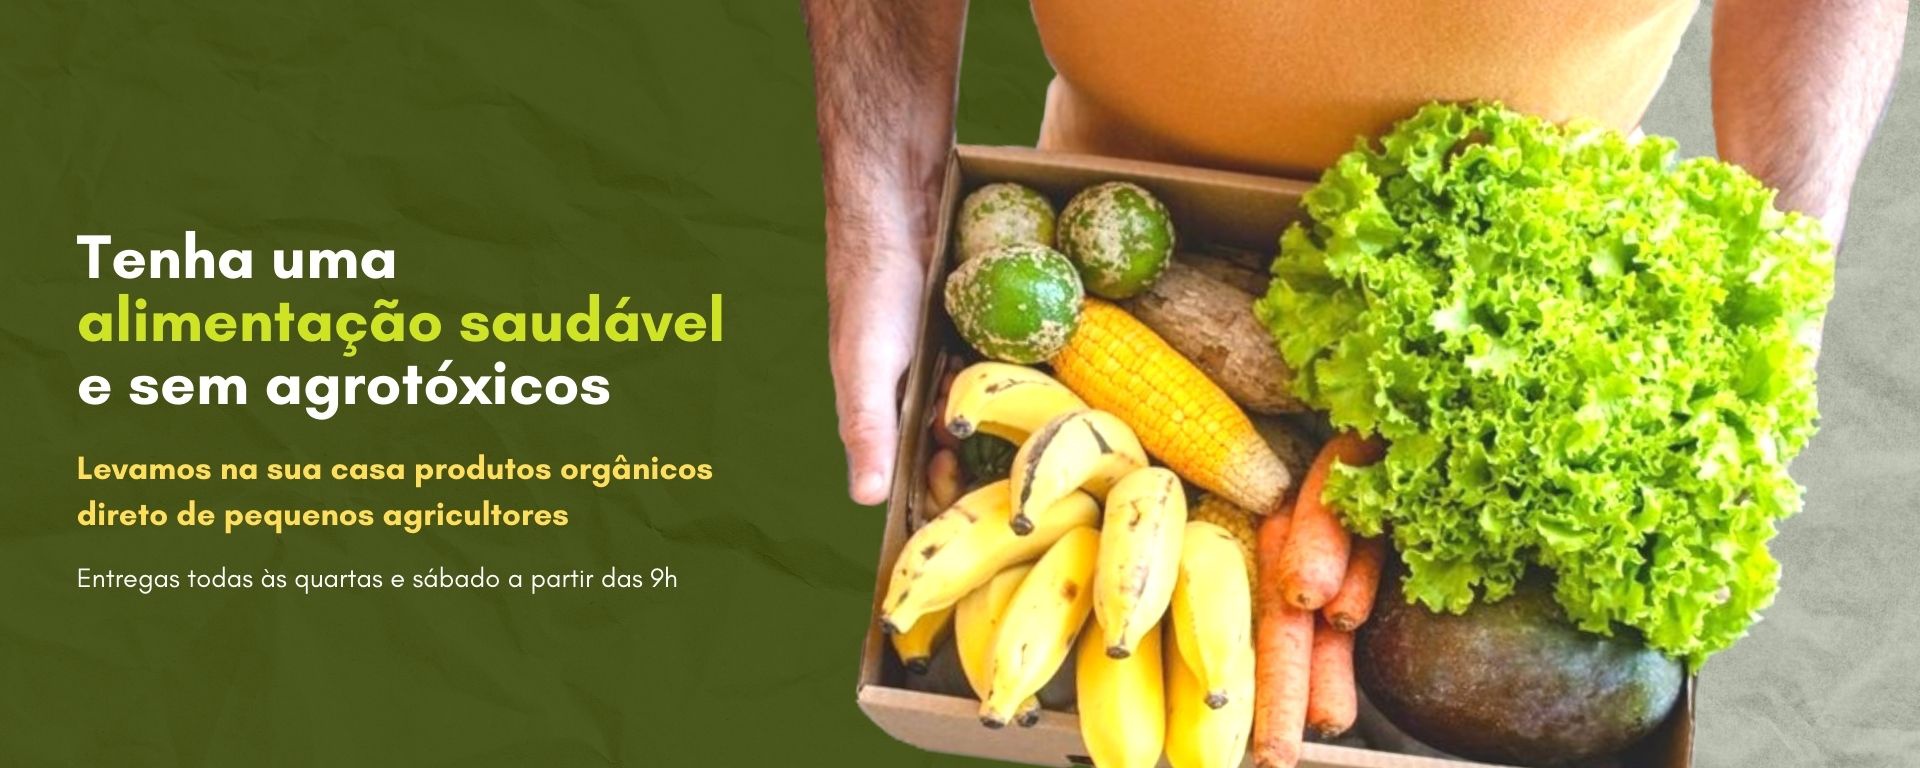 Tenha uma
alimentação saudável
e sem agrotóxicos
Levamos na sua casa produtos orgânicos
direto de pequenos agricultores
Entregas todas às quartas e sábado a partir das 9h